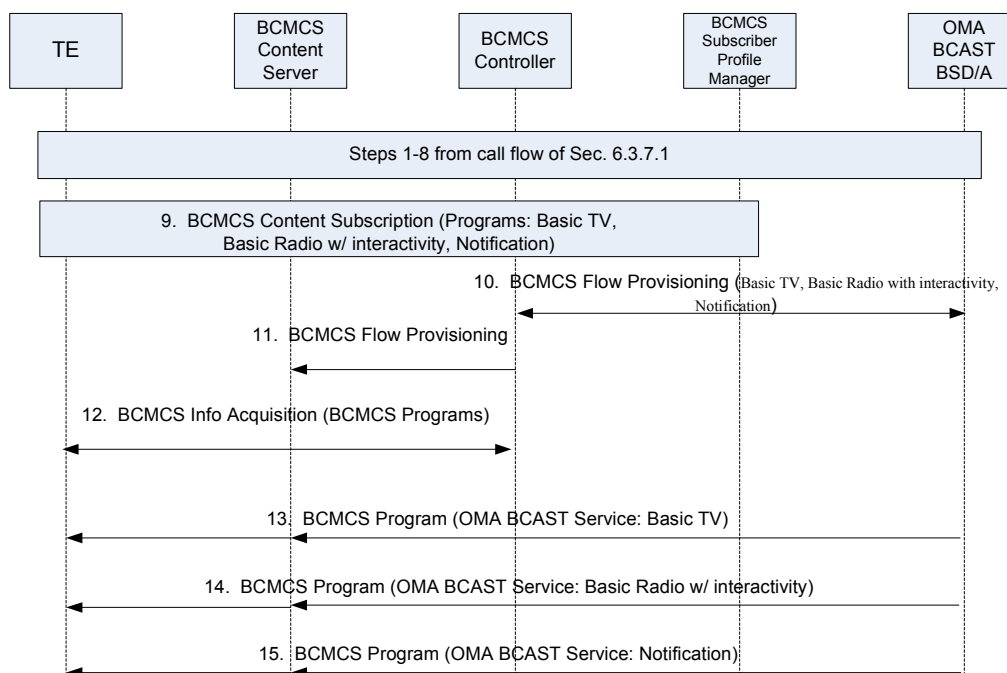 TE
BCMCS
Content
Server
BCMCS
Controller
BCMCS
Subscriber
Profile
Manager
OMA
BCAST
BSD/A
Steps 1-8 from call flow of Sec. 6.3.7.1
9. BCMCS Content Subscription (Programs: Basic TV,
Basic Radio w/ interactivity, Notification)
10. BCMCS Flow Provisioning (Basic TV, Basic Radio with interactivity,
Notification)
11. BCMCS Flow Provisioning
12. BCMCS Info Acquisition (BCMCS Programs)
13. BCMCS Program (OMA BCAST Service: Basic TV)
14. BCMCS Program (OMA BCAST Service: Basic Radio w/ interactivity)
15. BCMCS Program (OMA BCAST Service: Notification)